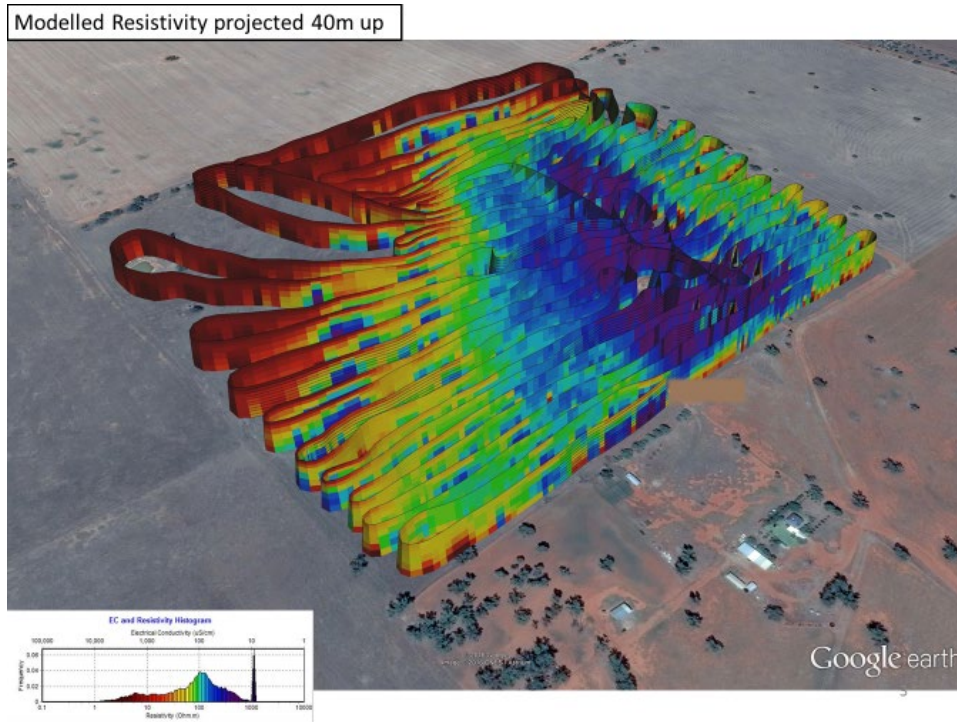 Modelled Resistivity projected 40m up
EC and Resistivity Histogram
Electrical Conductivity (uS/cm)
100,000 10,000 1,000 100 10 1
Frequency
0.06
0.04
0.02
0
0.1 1 10 100 1000 10000
Resistivity (Ohm.m)
Google earth